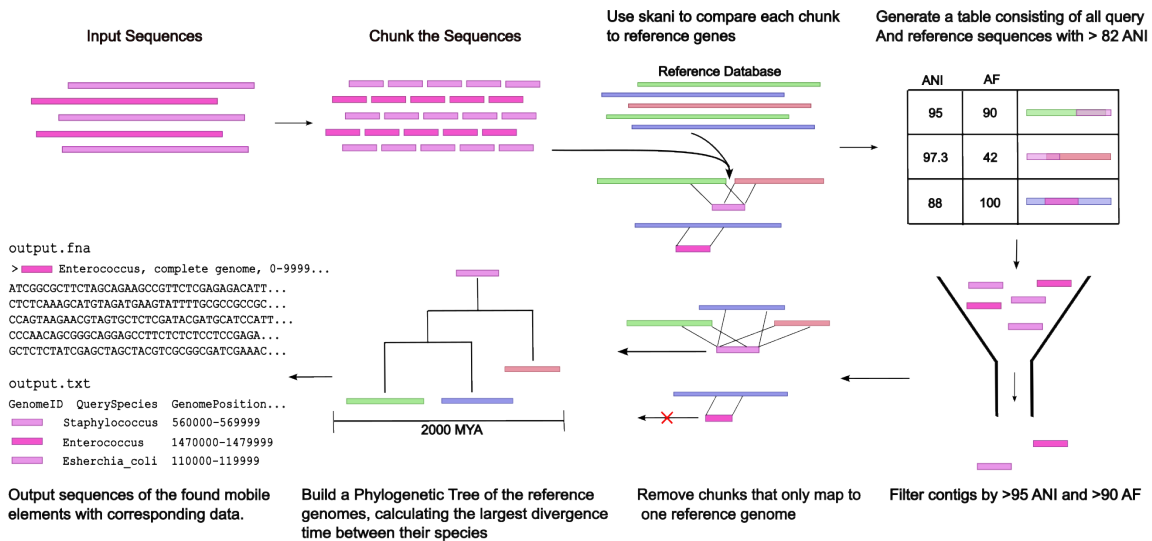 Input Sequences
Chunk the Sequences
Use skani to compare each chunk
to reference genes
Reference Database
Generate a table consisting of all query
And reference sequences with > 82 ANI
ANI AF
95 90
97.3 42
88 100
Filter contigs by >95 ANI and >90 AF
Remove chunks that only map to
one reference genome
2000 MYA
Build a Phylogenetic Tree of the reference
genomes, calculating the largest divergence
time between their species
output.fna
> Enterococcus, complete genome, 0-9999...
ATCGGCGCTTCTAGCAGAAGCCGTTCTCGAGAGACATT...
CTCTCAAAGCATGTAGATGAAGTATTTTGCGCCGCCGC...
CCAGTAAGAACGTAGTGCTCTCGATACGATGCATCCATT...
CCCAACAGCGGGCAGGAGCCTTCTCTCTCCTCCGAGA...
GCTCTCTATCGAGCTAGCTACGTCGCGGCGATCGAAAC...
output.txt
GenomeID QuerySpecies GenomePosition...
Staphylococcus 560000-569999
Enterococcus 1470000-1479999
Esherchia_coli 110000-119999
Output sequences of the found mobile
elements with corresponding data.